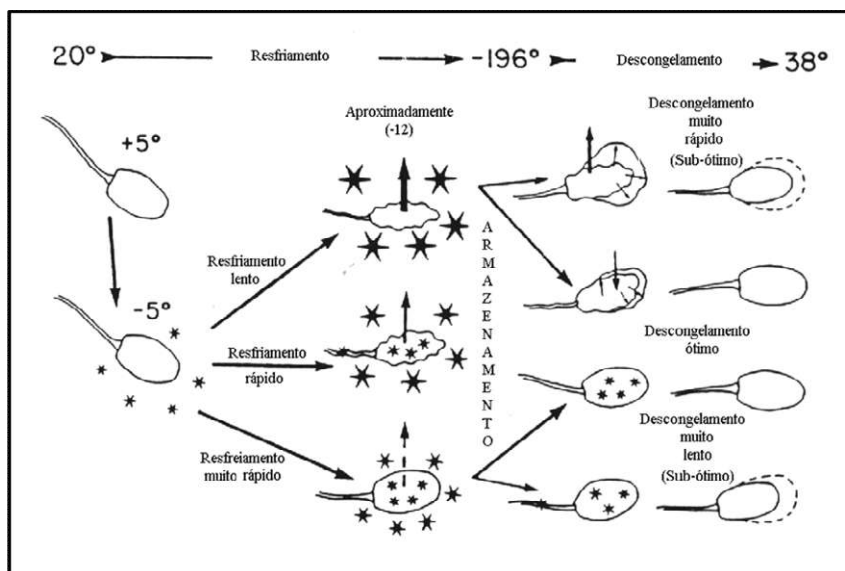 20° Resfriamento -196° Descongelamento 38°
+5°
-5°
Aproximadamente
(-12)
Resfriamento
lento
Resfriamento
rápido
Resfreiamento
muito rápido
ARMAZENAMENTO
Descongelamento
muito
rápido
(Sub-ótimo)
Descongelamento
ótimo
Descongelamento
muito
lento
(Sub-ótimo)